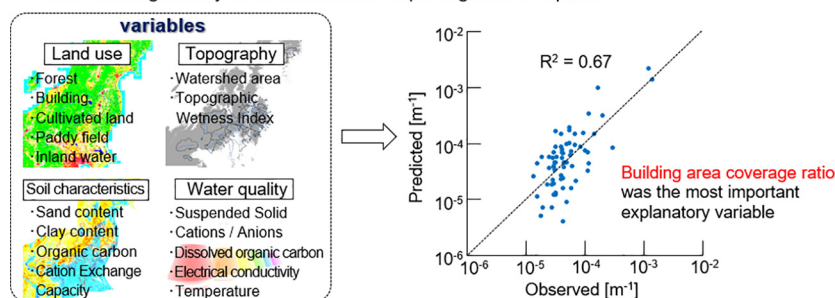 variables
Land use
・Forest
・Building
・Cultivated land
・Paddy field
・Inland water
Topography
・Watershed area
・Topographic
Wetness Index
Soil characteristics
・Sand content
・Clay content
・Organic carbon
・Cation Exchange
Capacity
Water quality
・Suspended Solid
・Cations / Anions
・Dissolved organic carbon
・Electrical conductivity
・Temperature
Predicted [m⁻¹]
10⁻²
10⁻³
10⁻⁴
10⁻⁵
10⁻⁶
R² = 0.67
Building area coverage ratio
was the most important
explanatory variable
10⁻⁶ 10⁻⁵ 10⁻⁴ 10⁻³ 10⁻²
Observed [m⁻¹]